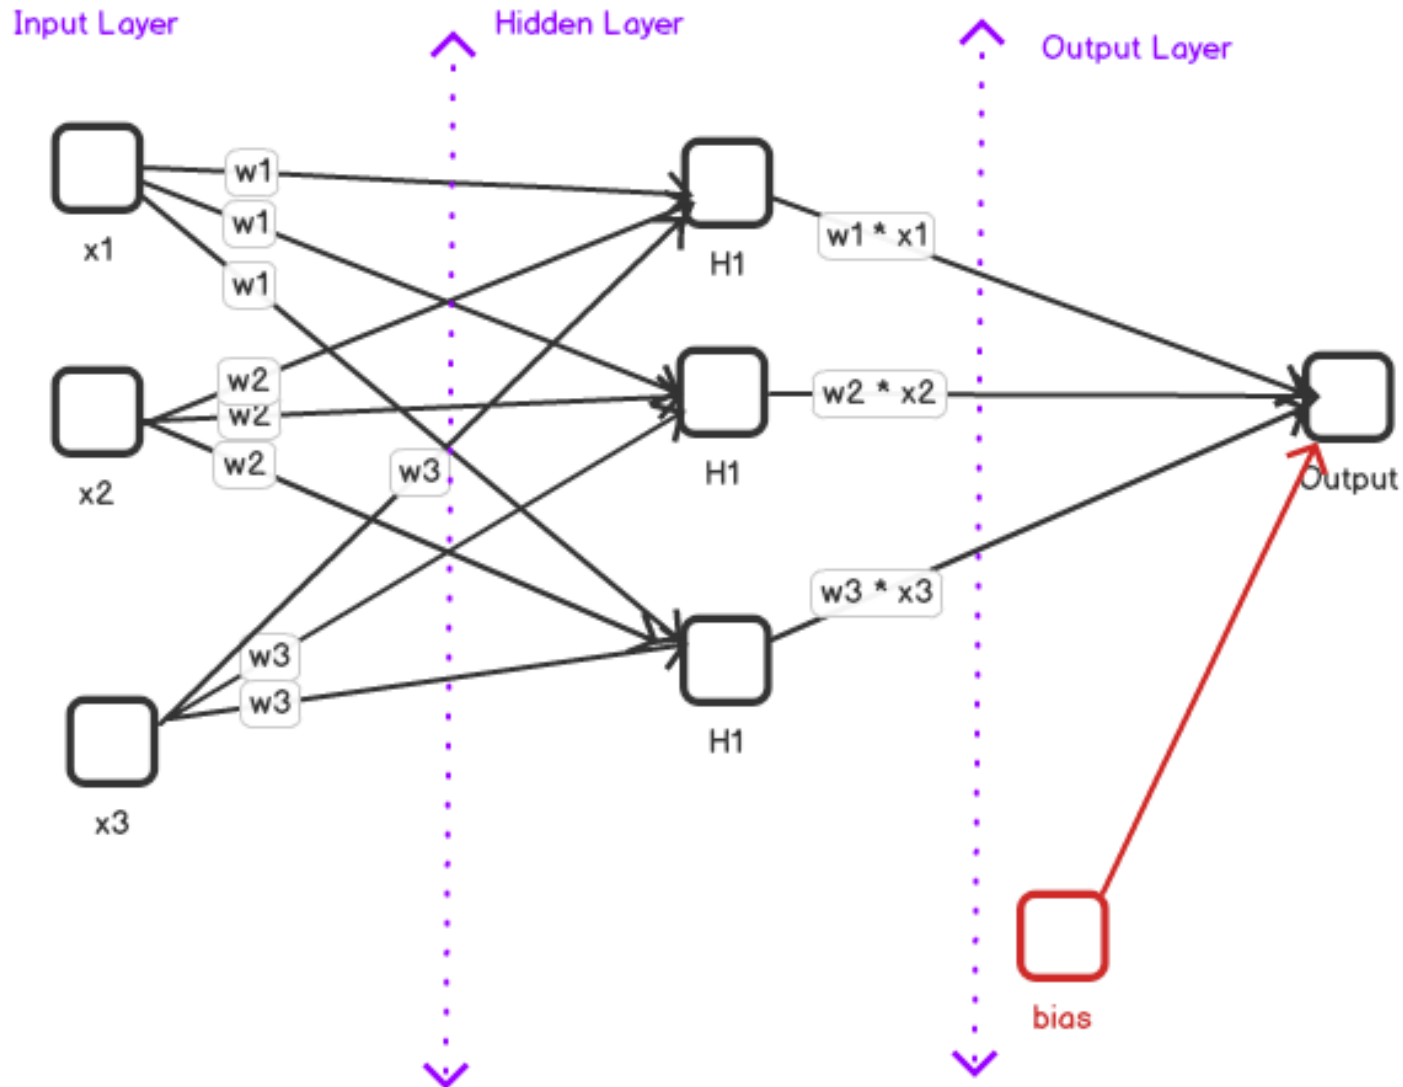 Input Layer
Hidden Layer
Output Layer
w1
w1
w1
x1
H1
w1 * x1
w2
w2
w2
x2
w3
H1
w2 * x2
Output
w3
w3
x3
H1
w3 * x3
bias